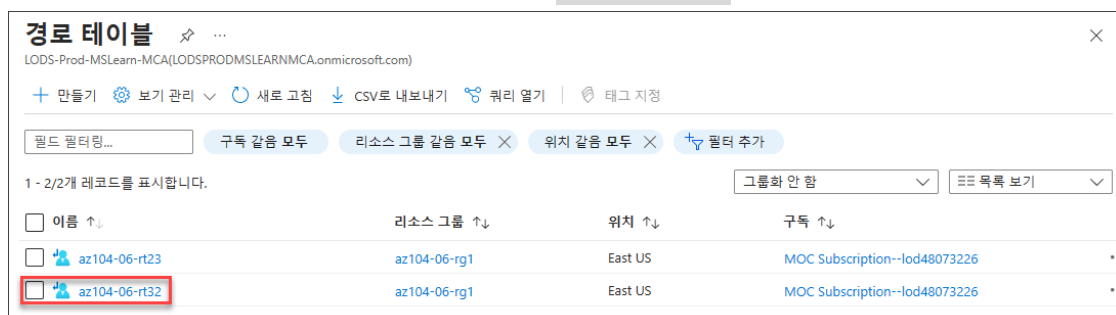 경로 테이블
LODS-Prod-MSLearn-MCA(LODSPRODMSLEARNMCA.onmicrosoft.com)
만들기 보기 관리 새로 고침 CSV로 내보내기 쿼리 열기 태그 지정
필드 필터링... 구독 같음 모두 리소스 그룹 같음 모두 위치 같음 모두 필터 추가
1 - 2/2개 레코드를 표시합니다. 그룹화 안 함 목록 보기
이름 리소스 그룹 위치 구독
az104-06-rt23 az104-06-rg1 East US MOC Subscription--lod48073226
az104-06-rt32 az104-06-rg1 East US MOC Subscription--lod48073226